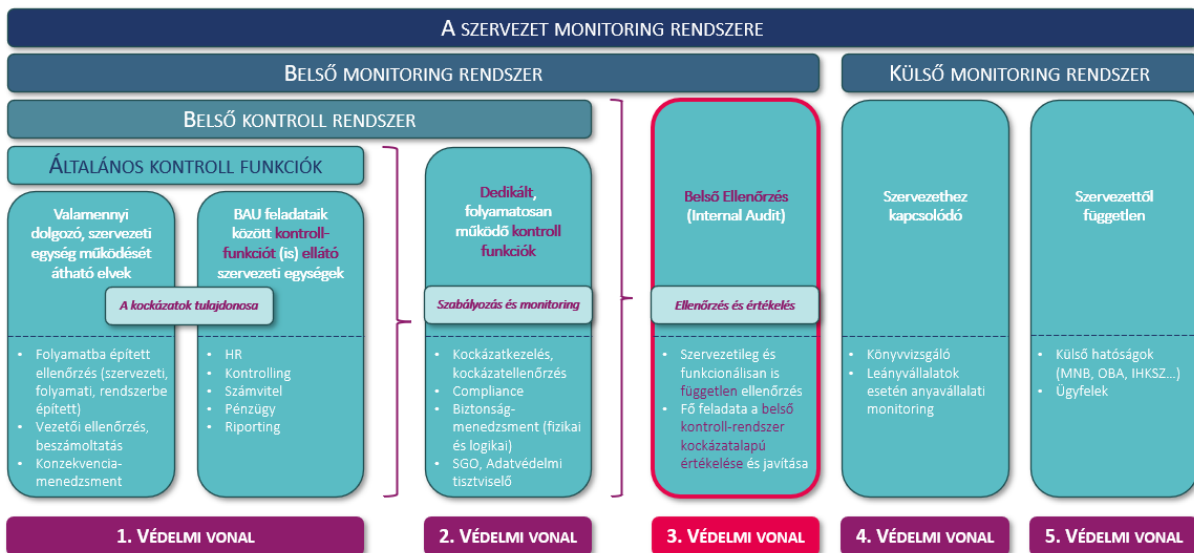 A SZERVEZET MONITORING RENDSZERE
BELSŐ MONITORING RENDSZER
KÜLSŐ MONITORING RENDSZER
BELSŐ KONTROLL RENDSZER
ÁLTALÁNOS KONTROLL FUNKCIÓK
Valamennyi
dolgozó, szervezeti
egység működését
átható elvek
BAU feladataik
között kontroll-
funkciót (is) ellátó
szervezeti egységek
A kockázatok tulajdonosa
• Folyamatba épített
ellenőrzés (szervezeti,
folyamati, rendszerbe
épített)
• Vezetői ellenőrzés,
beszámoltatás
• Konzekvencia-
menedzsment
• HR
• Kontrolling
• Számvitel
• Pénzügy
• Riporting
Dedikált,
folyamatosan
működő kontroll
funkciók
Szabályozás és monitoring
• Kockázatkezelés,
kockázatellenőrzés
• Compliance
• Biztonság-
menedzsment (fizikai
és logikai)
• SGO, Adatvédelmi
tisztviselő
Belső Ellenőrzés
(Internal Audit)
Ellenőrzés és értékelés
• Szervezetileg és
funkcionálisan is
független ellenőrzés
• Fő feladata a belső
kontroll-rendszer
kockázatalapú
értékelése és javítása
Szervezethez
kapcsolódó
• Könyvvizsgáló
• Leányvállalatok
esetén anyavállalati
monitoring
Szervezettől
független
• Külső hatóságok
(MNB, OBA, IHKSZ...)
• Ügyfelek
1. VÉDELMI VONAL
2. VÉDELMI VONAL
3. VÉDELMI VONAL
4. VÉDELMI VONAL
5. VÉDELMI VONAL